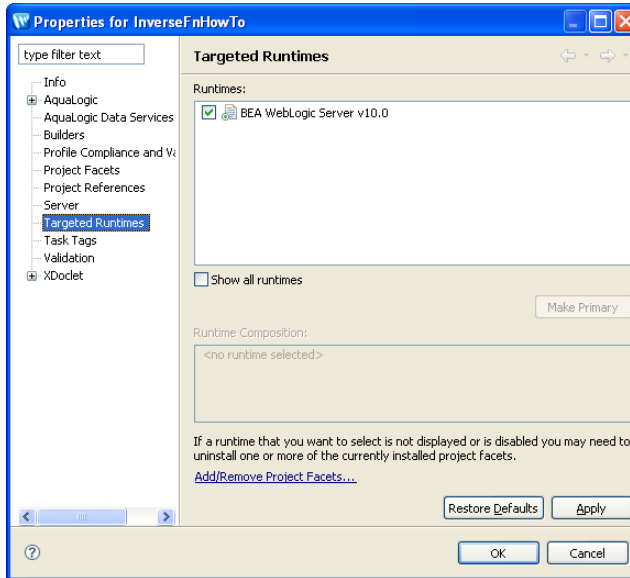 Properties for InverseFnHowTo
type filter text
Info
AquaLogic
AquaLogic Data Services
Builders
Profile Compliance and Va
Project Facets
Project References
Server
Targeted Runtimes
Task Tags
Validation
XDoclet
Targeted Runtimes
Runtimes:
BEA WebLogic Server v10.0
Show all runtimes
Make Primary
Runtime Composition:
<no runtime selected>
If a runtime that you want to select is not displayed or is disabled you may need to
uninstall one or more of the currently installed project facets.
Add/Remove Project Facets...
Restore Defaults
Apply
?
OK
Cancel